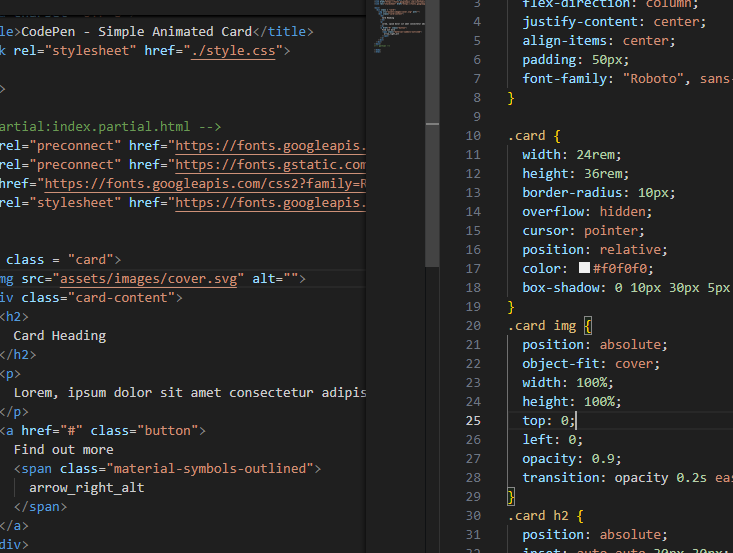 tle>CodePen - Simple Animated Card</title>
k rel="stylesheet" href="./style.css">
>
artial:index.partial.html -->
rel="preconnect" href="https://fonts.googleapis.
rel="preconnect" href="https://fonts.gstatic.com
href="https://fonts.googleapis.com/css2?family=R
rel="stylesheet" href="https://fonts.googleapis.
class = "card">
mg src="assets/images/cover.svg" alt="">
iv class="card-content">
<h2>
Card Heading
</h2>
<p>
Lorem, ipsum dolor sit amet consectetur adipis
</p>
<a href="#" class="button">
Find out more
<span class="material-symbols-outlined">
arrow_right_alt
</span>
</a>
div>
3 flex-direction: column;
4 justify-content: center;
5 align-items: center;
6 padding: 50px;
7 font-family: "Roboto", sans-
8 }
9
10 .card {
11 width: 24rem;
12 height: 36rem;
13 border-radius: 10px;
14 overflow: hidden;
15 cursor: pointer;
16 position: relative;
17 color: #f0f0f0;
18 box-shadow: 0 10px 30px 5px
19 }
20 .card img {
21 position: absolute;
22 object-fit: cover;
23 width: 100%;
24 height: 100%;
25 top: 0;
26 left: 0;
27 opacity: 0.9;
28 transition: opacity 0.2s eas
29 }
30 .card h2 {
31 position: absolute;